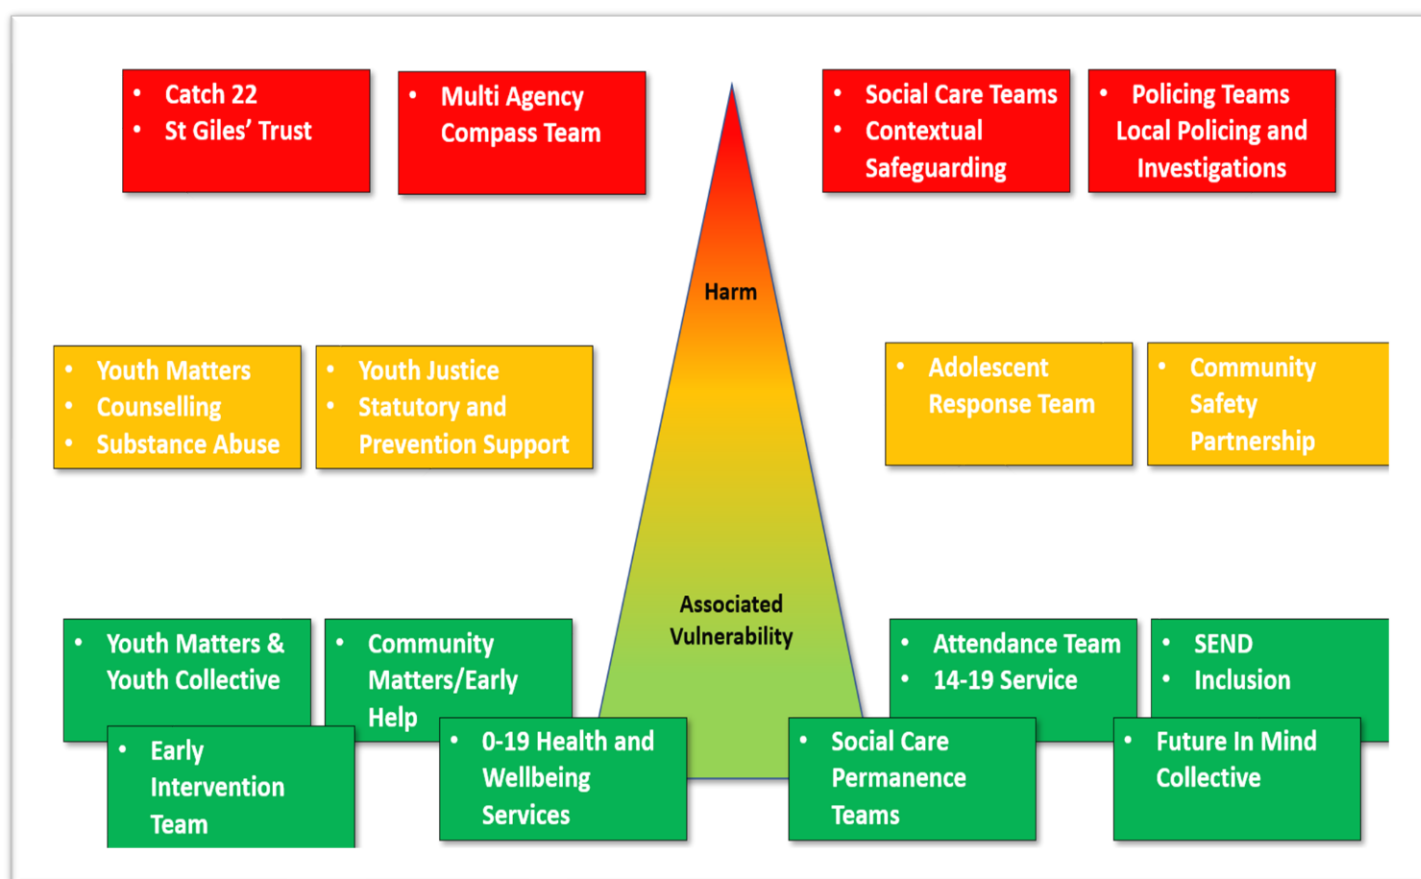 • Catch 22
• St Giles’ Trust
• Multi Agency
Compass Team
• Social Care Teams
• Contextual
Safeguarding
• Policing Teams
Local Policing and
Investigations
Harm
• Youth Matters
• Counselling
• Substance Abuse
• Youth Justice
• Statutory and
Prevention Support
• Adolescent
Response Team
• Community
Safety
Partnership
Associated
Vulnerability
• Youth Matters &
Youth Collective
• Community
Matters/Early
Help
• Attendance Team
• 14-19 Service
• SEND
• Inclusion
• Early
Intervention
Team
• 0-19 Health and
Wellbeing
Services
• Social Care
Permanence
Teams
• Future In Mind
Collective